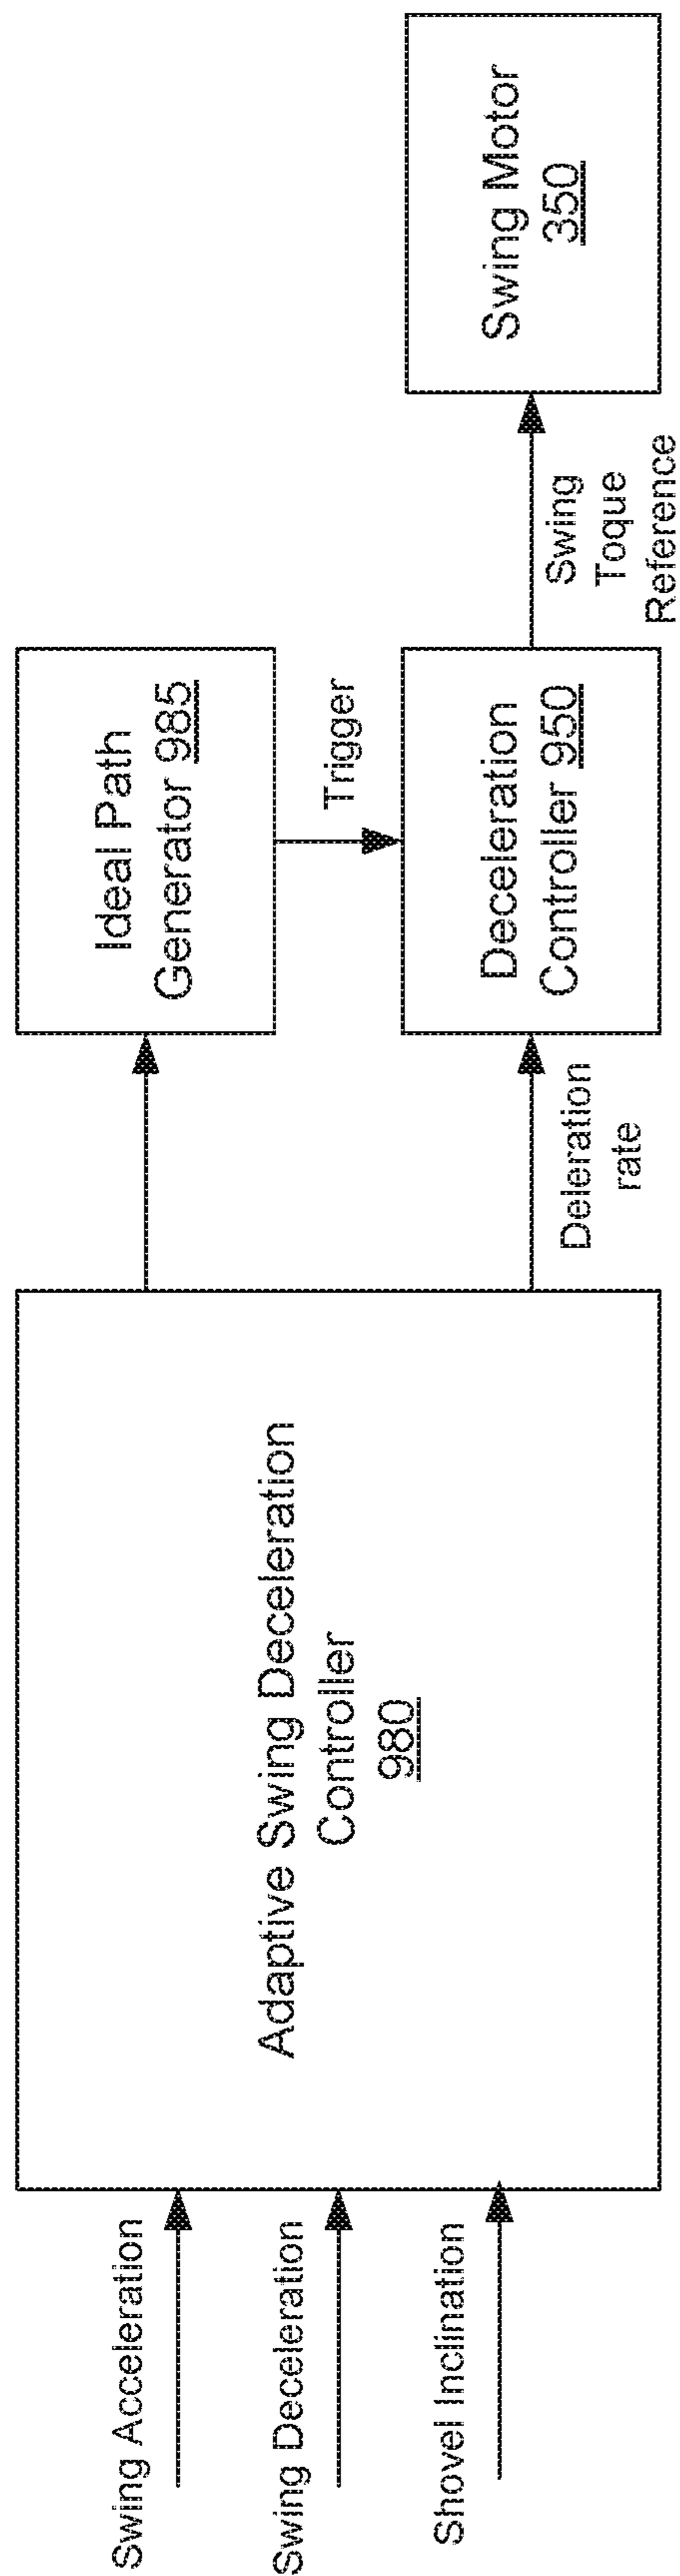 Swing Acceleration
Swing Deceleration
Shovel Inclination
Adaptive Swing Deceleration
Controller
980
Deleration
rate
Ideal Path
Generator 985
Trigger
Deceleration
Controller 950
Swing
Toque
Reference
Swing Motor
350